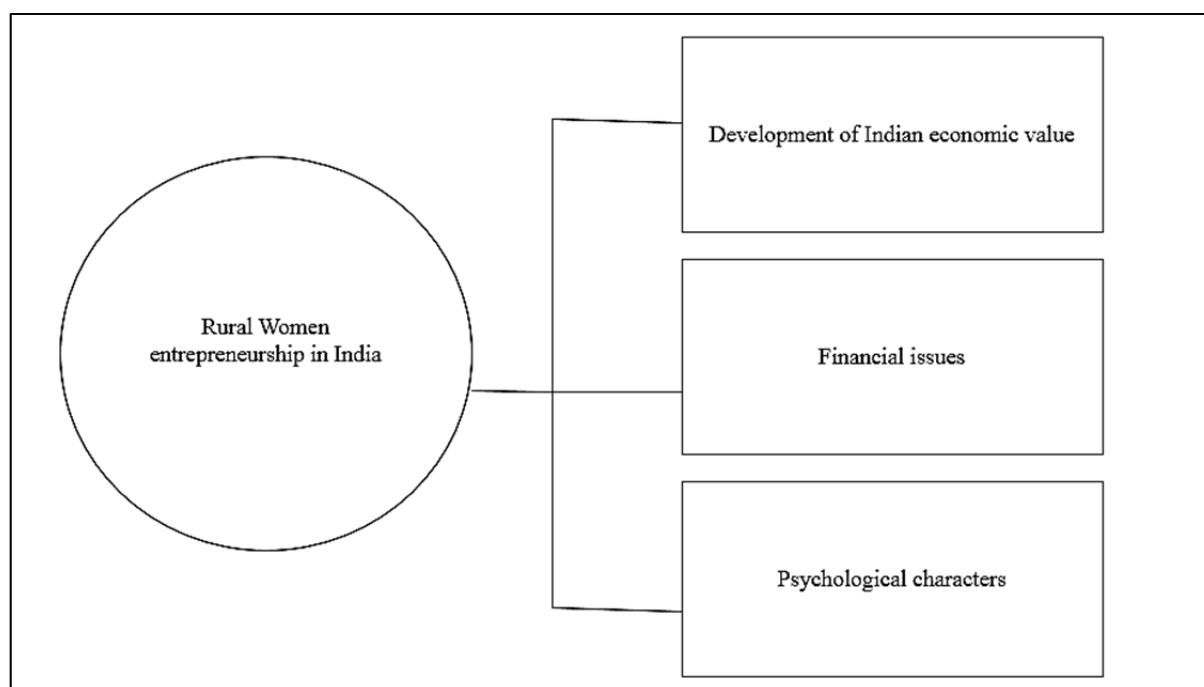 Rural Women
entrepreneurship in India
Development of Indian economic value
Financial issues
Psychological characters